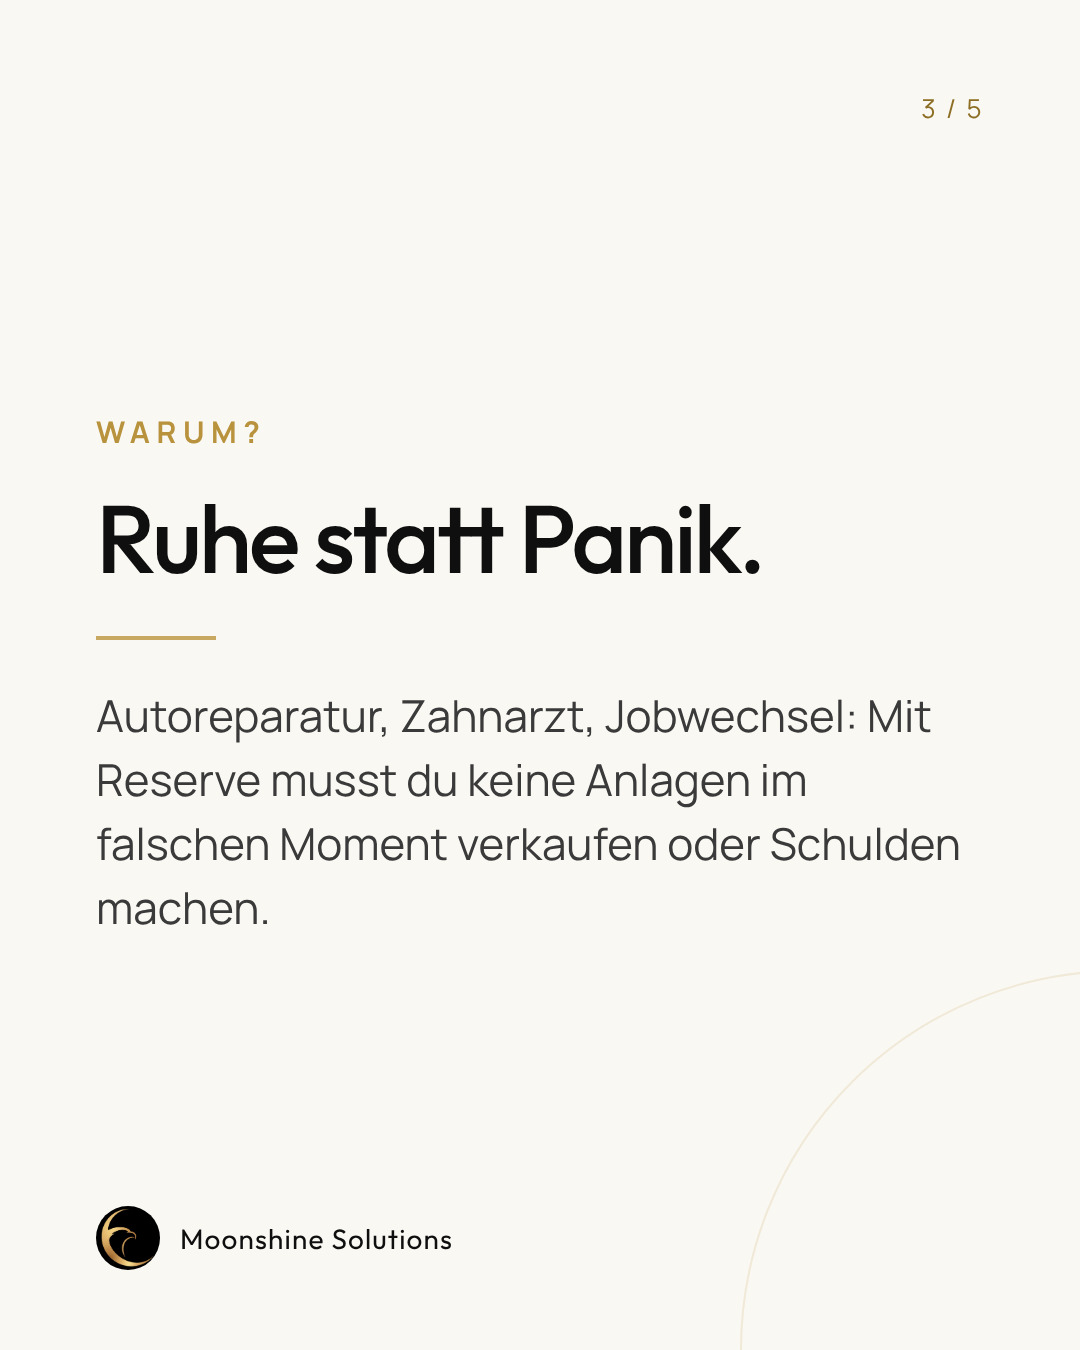 3 / 5
WARUM?
Ruhe statt Panik.
Autoreparatur, Zahnarzt, Jobwechsel: Mit
Reserve musst du keine Anlagen im
falschen Moment verkaufen oder Schulden
machen.
Moonshine Solutions